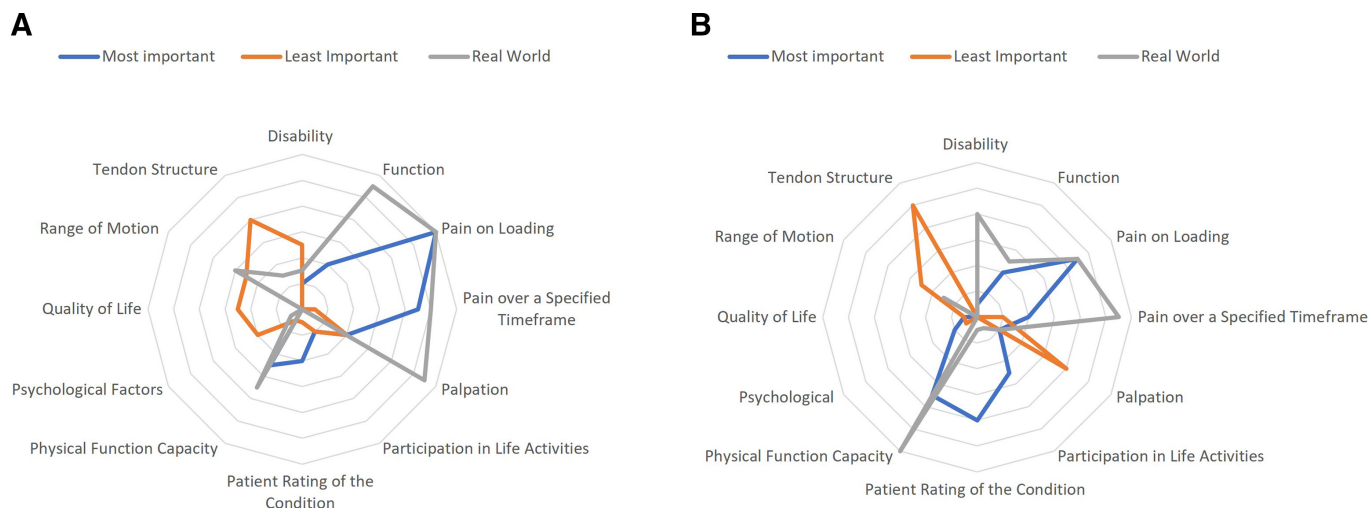 A
Most important
Least Important
Real World
Disability
Function
Pain on Loading
Pain over a Specified
Timeframe
Palpation
Participation in Life Activities
Patient Rating of the
Condition
Physical Function Capacity
Psychological Factors
Quality of Life
Range of Motion
Tendon Structure
B
Most important
Least Important
Real World
Disability
Function
Pain on Loading
Pain over a Specified Timeframe
Palpation
Participation in Life Activities
Patient Rating of the Condition
Physical Function Capacity
Psychological
Quality of Life
Range of Motion
Tendon Structure